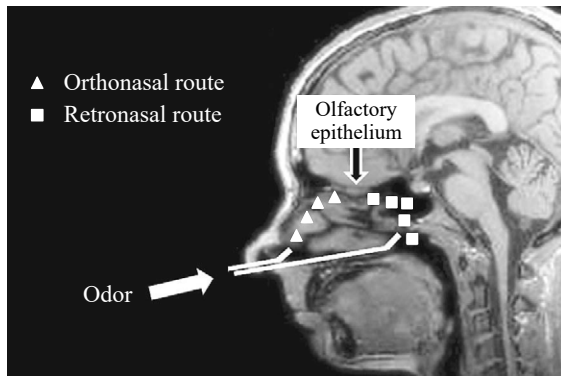 Orthonasal route
Retronasal route
Olfactory
epithelium
Odor